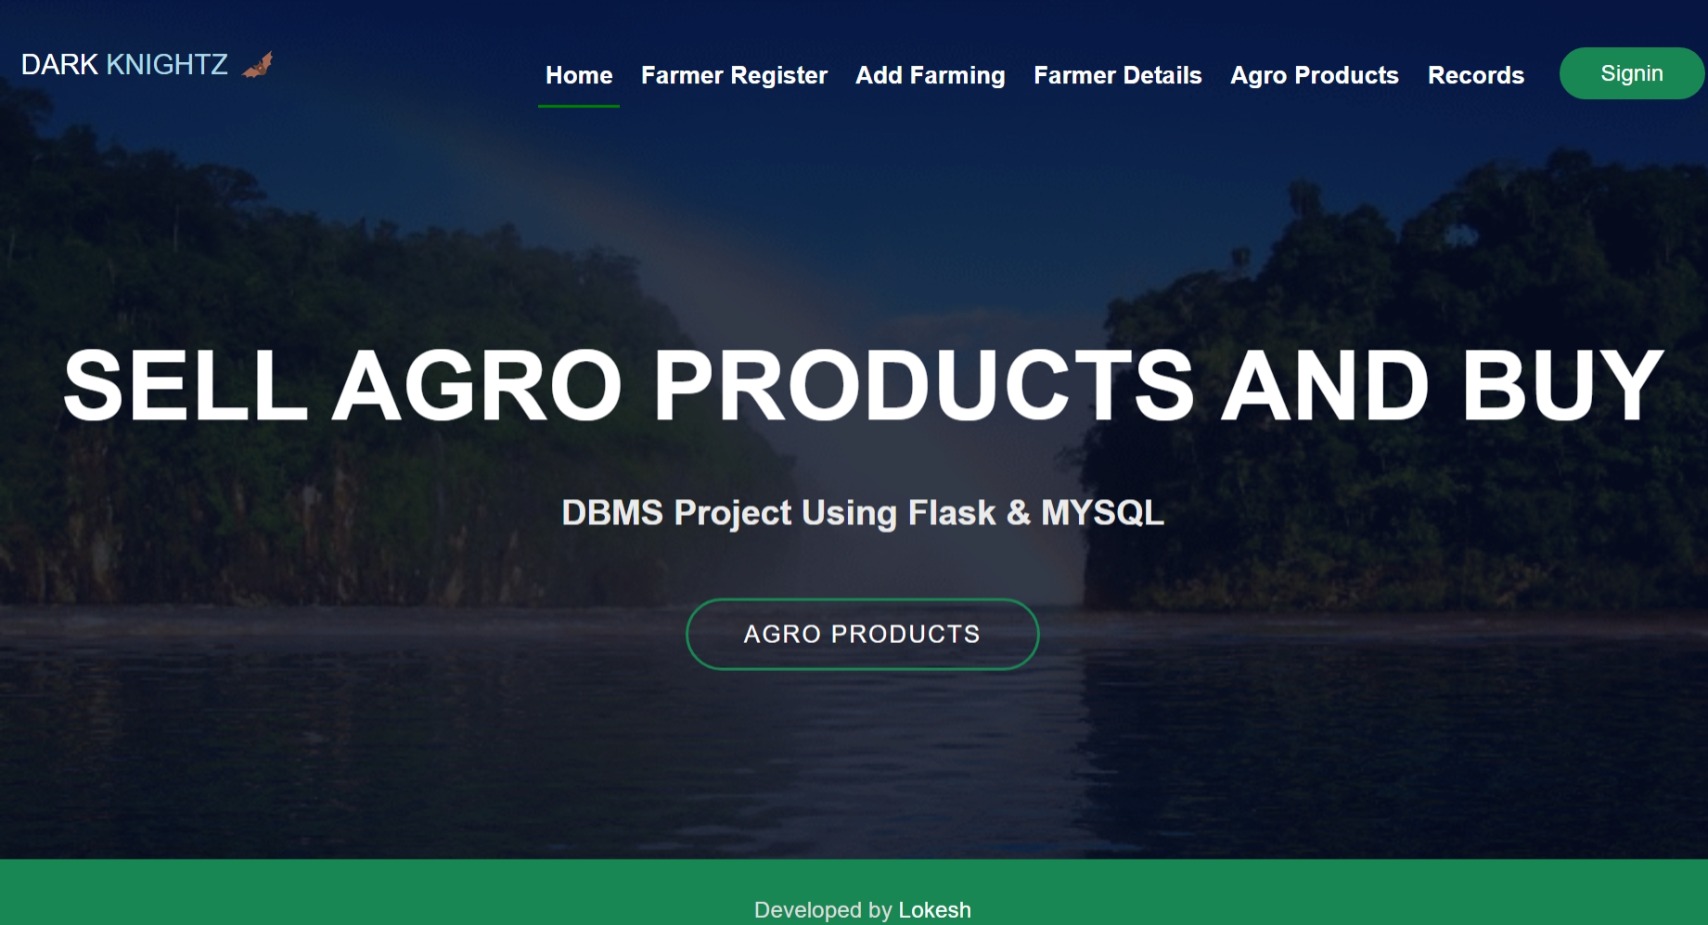 DARK KNIGHTZ
Home Farmer Register Add Farming Farmer Details Agro Products Records Signin
SELL AGRO PRODUCTS AND BUY
DBMS Project Using Flask & MYSQL
AGRO PRODUCTS
Developed by Lokesh